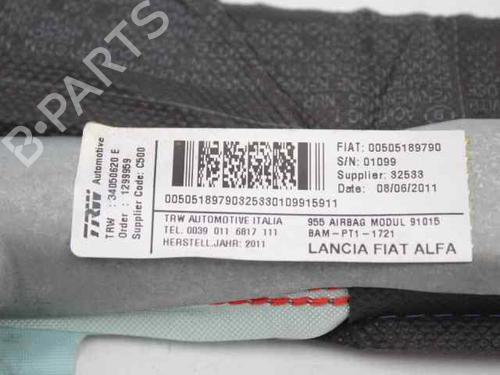 B-PARTS
TRW Automotive
TRW : 34050620 E
Order : 1299959
Supplier Code: C500
00505189790325330109915911
FIAT: 00505189790
S/N: 01099
Supplier: 32533
Date: 08/06/2011
TRW AUTOMOTIVE ITALIA
TEL. 0039 011 6817 111
HERSTELL.JAHR: 2011
955 AIRBAG MODUL 91015
BAM-PT1-1721
LANCIA FIAT ALFA